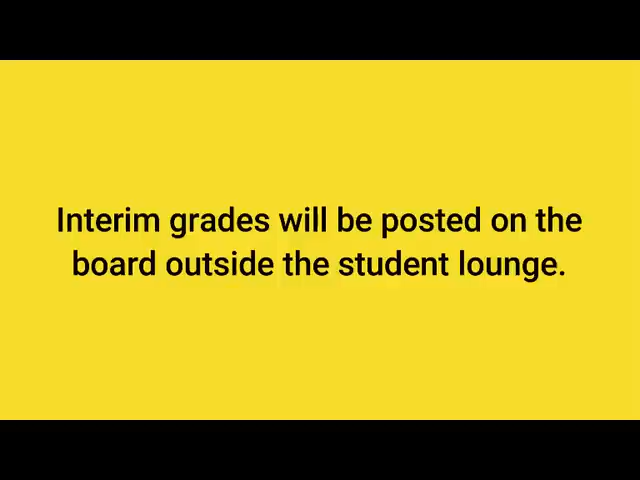 Interim grades will be posted on the
board outside the student lounge.